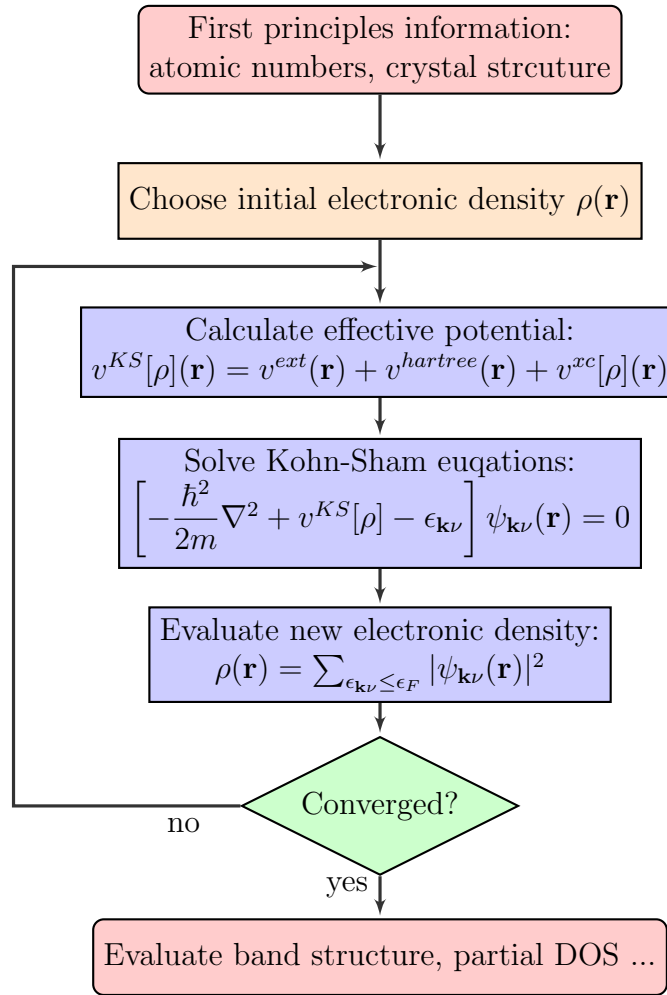 First principles information:
atomic numbers, crystal strcuture
Choose initial electronic density ρ(𝐫)
Calculate effective potential:
v^{KS}[ρ](𝐫) = v^{ext}(𝐫) + v^{hartree}(𝐫) + v^{xc}[ρ](𝐫)
Solve Kohn-Sham euqations:
[−ℏ²/2m ∇² + v^{KS}[ρ] − ϵ_{𝐤ν}] ψ_{𝐤ν}(𝐫) = 0
Evaluate new electronic density:
ρ(𝐫) = ∑_{ϵ_{𝐤ν}≤ϵ_F} |ψ_{𝐤ν}(𝐫)|²
Converged?
no
yes
Evaluate band structure, partial DOS ...